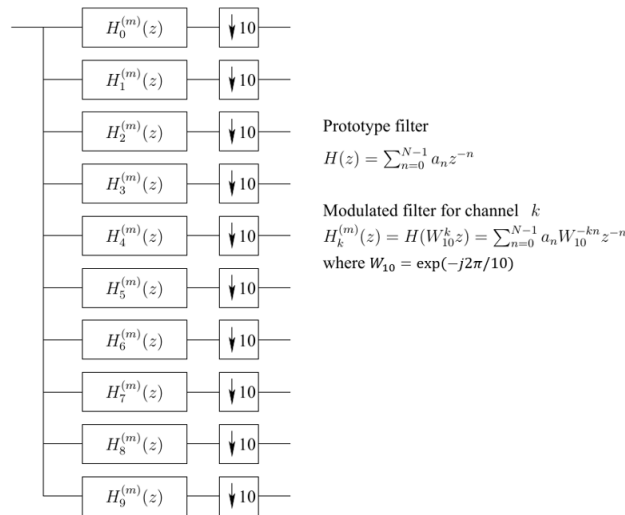 $H_0^{(m)}(z)$ ↓10
$H_1^{(m)}(z)$ ↓10
$H_2^{(m)}(z)$ ↓10
$H_3^{(m)}(z)$ ↓10
$H_4^{(m)}(z)$ ↓10
$H_5^{(m)}(z)$ ↓10
$H_6^{(m)}(z)$ ↓10
$H_7^{(m)}(z)$ ↓10
$H_8^{(m)}(z)$ ↓10
$H_9^{(m)}(z)$ ↓10
Prototype filter
$H(z) = \sum_{n=0}^{N-1} a_n z^{-n}$
Modulated filter for channel $k$
$H_k^{(m)}(z) = H(W_{10}^k z) = \sum_{n=0}^{N-1} a_n W_{10}^{-kn} z^{-n}$
where $W_{10} = \exp(-j2\pi/10)$